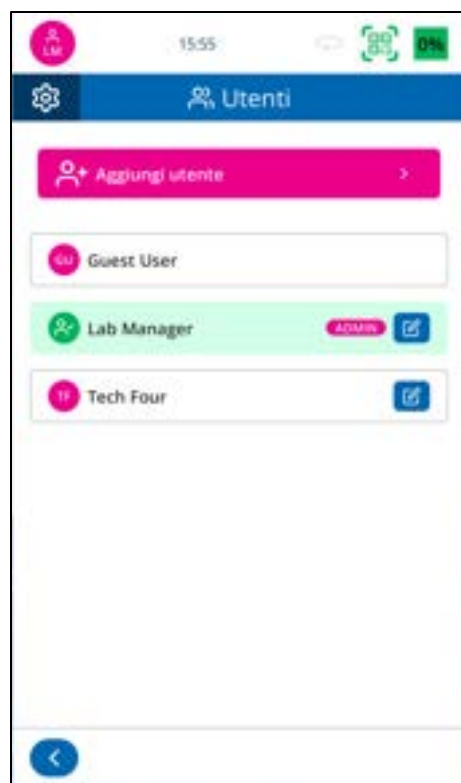 LM 15:55 0%
Utenti
Aggiungi utente
GU Guest User
Lab Manager ADMIN
TF Tech Four